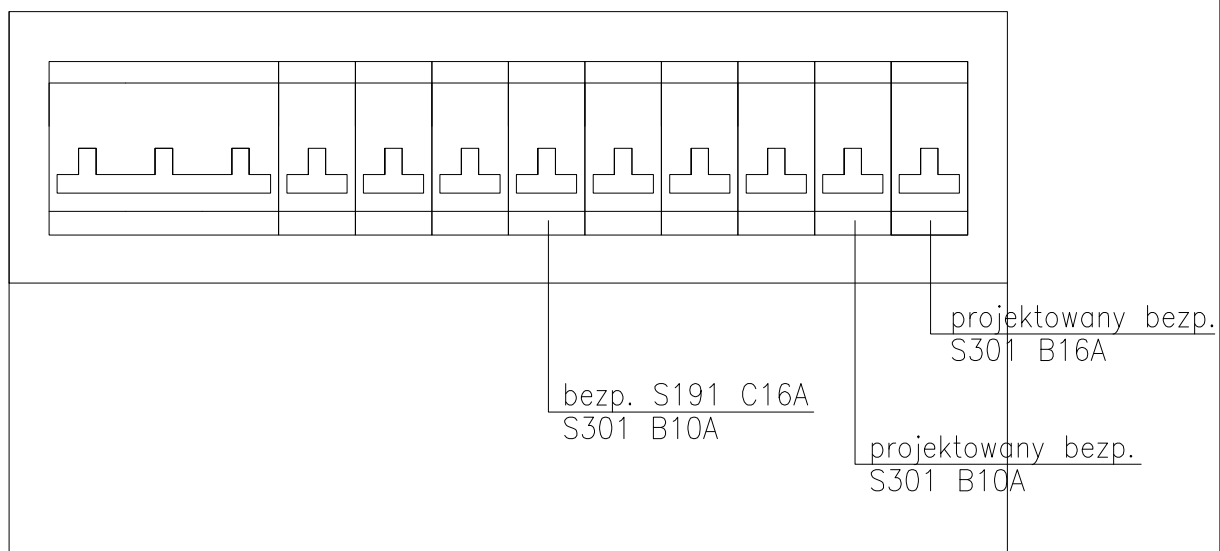 projektowany bezp.
S301 B16A
bezp. S191 C16A
S301 B10A
projektowany bezp.
S301 B10A